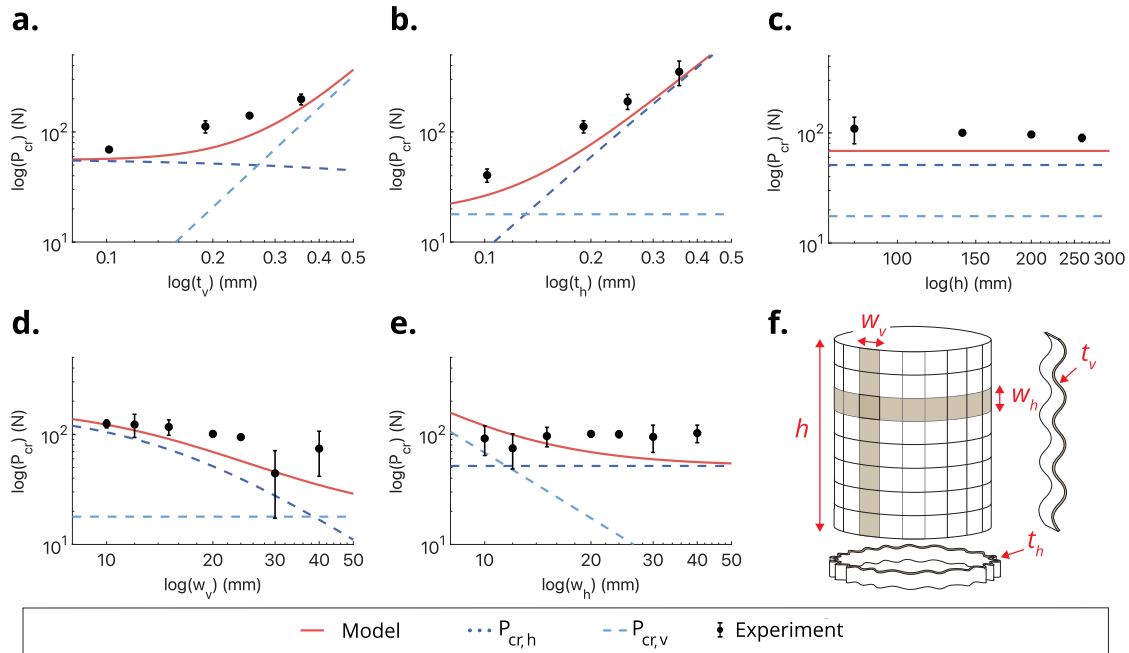 a.
log(P_cr) (N)
10^2
10^1
0.1
0.2
0.3
0.4
0.5
log(t_v) (mm)
b.
log(P_cr) (N)
10^2
10^1
0.1
0.2
0.3
0.4
0.5
log(t_h) (mm)
c.
log(P_cr) (N)
10^2
10^1
100
150
200
250
300
log(h) (mm)
d.
log(P_cr) (N)
10^2
10^1
10
20
30
40
50
log(w_v) (mm)
e.
log(P_cr) (N)
10^2
10^1
10
20
30
40
50
log(w_h) (mm)
f.
w_v
t_v
w_h
h
t_h
Model
P_cr,h
P_cr,v
Experiment